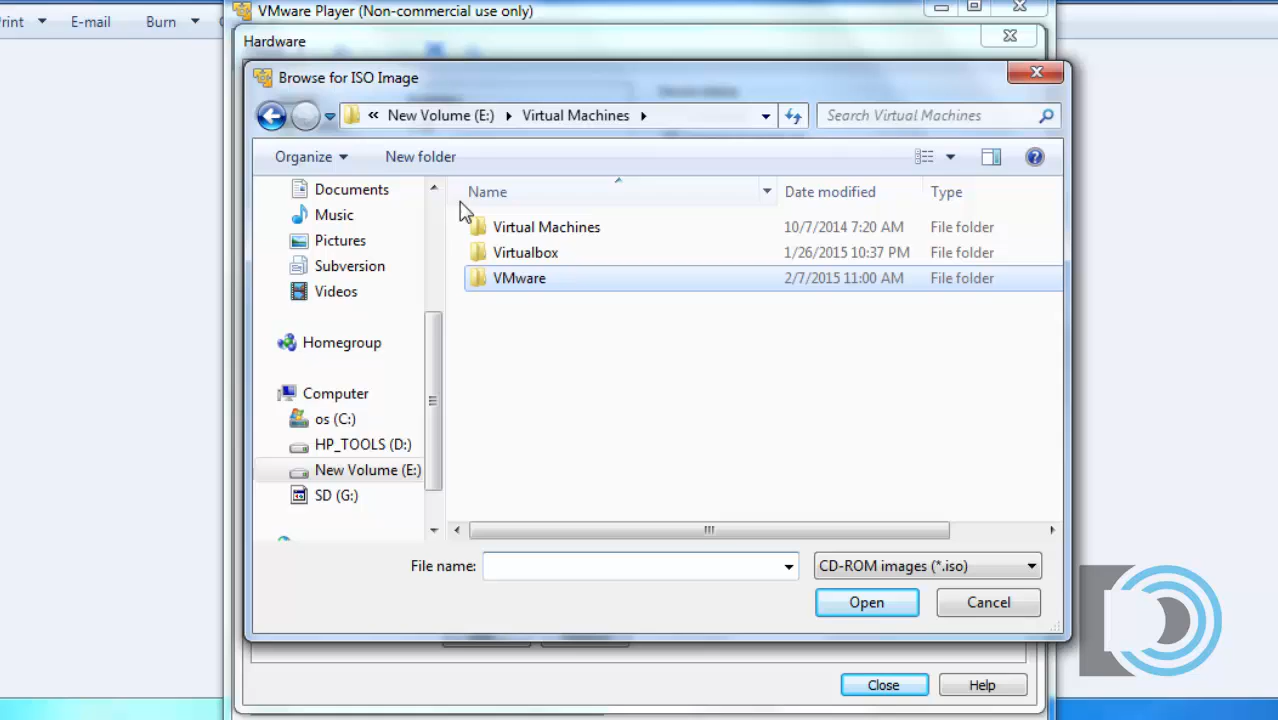 Print E-mail Burn
VMware Player (Non-commercial use only)
Hardware
Browse for ISO Image
« New Volume (E:) Virtual Machines
Search Virtual Machines
Organize New folder
Name Date modified Type
Virtual Machines 10/7/2014 7:20 AM File folder
Virtualbox 1/26/2015 10:37 PM File folder
VMware 2/7/2015 11:00 AM File folder
Documents
Music
Pictures
Subversion
Videos
Homegroup
Computer
os (C:)
HP_TOOLS (D:)
New Volume (E:)
SD (G:)
File name: CD-ROM images (*.iso)
Open Cancel
Close Help